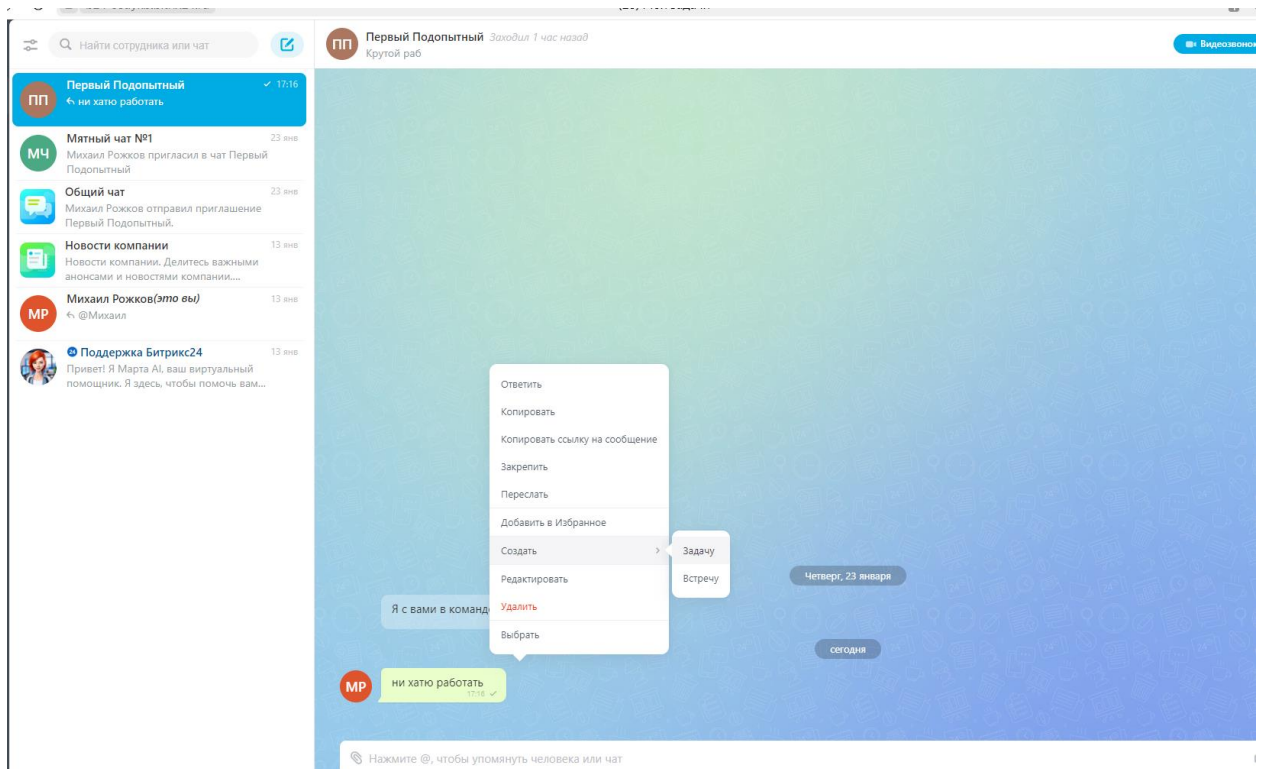 Найти сотрудника или чат
ПП
Первый Подопытный
17:16
ни хатю работать
МЧ
Мятный чат №1
23 янв
Михаил Рожков пригласил в чат Первый
Подопытный
Общий чат
23 янв
Михаил Рожков отправил приглашение
Первый Подопытный.
Новости компании
13 янв
Новости компании. Делитесь важными
анонсами и новостями компании....
МР
Михаил Рожков(это вы)
13 янв
@Михаил
24 Поддержка Битрикс24
13 янв
Привет! Я Марта AI, ваш виртуальный
помощник. Я здесь, чтобы помочь вам...
ПП
Первый Подопытный Заходил 1 час назад
Крутой раб
Видеозвонок
Ответить
Копировать
Копировать ссылку на сообщение
Закрепить
Переслать
Добавить в Избранное
Создать
Задачу
Встречу
Редактировать
Удалить
Выбрать
Четверг, 23 января
Я с вами в команд
сегодня
МР
ни хатю работать
17:16
Нажмите @, чтобы упомянуть человека или чат